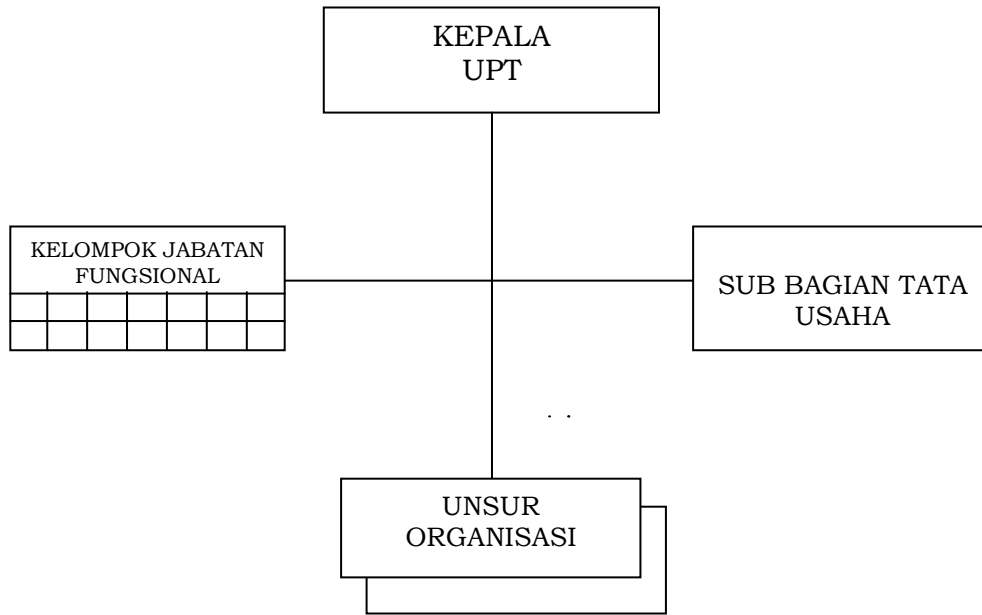 KEPALA
UPT
KELOMPOK JABATAN
FUNGSIONAL
SUB BAGIAN TATA
USAHA
. .
UNSUR
ORGANISASI